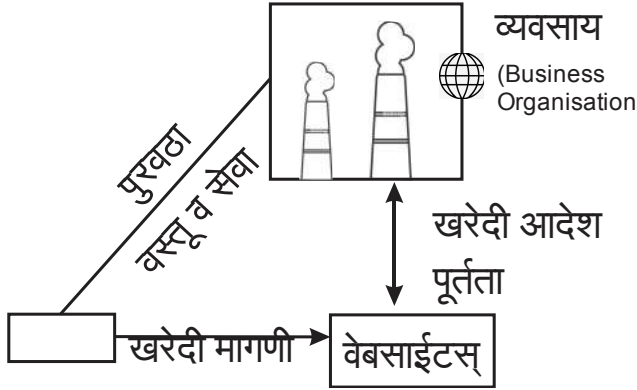 व्यवसाय
(Business
Organisation
पुरवठा
वस्तू व सेवा
खरेदी आदेश
पूर्तता
खरेदी मागणी
वेबसाईटस्